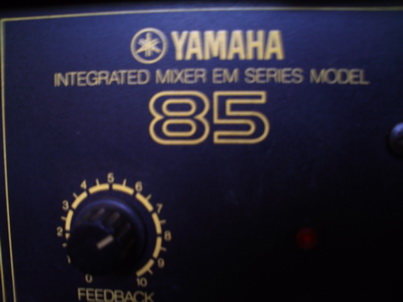 YAMAHA
INTEGRATED MIXER EM SERIES MODEL
85
0 1 2 3 4 5 6 7 8 9 10
FEEDBACK